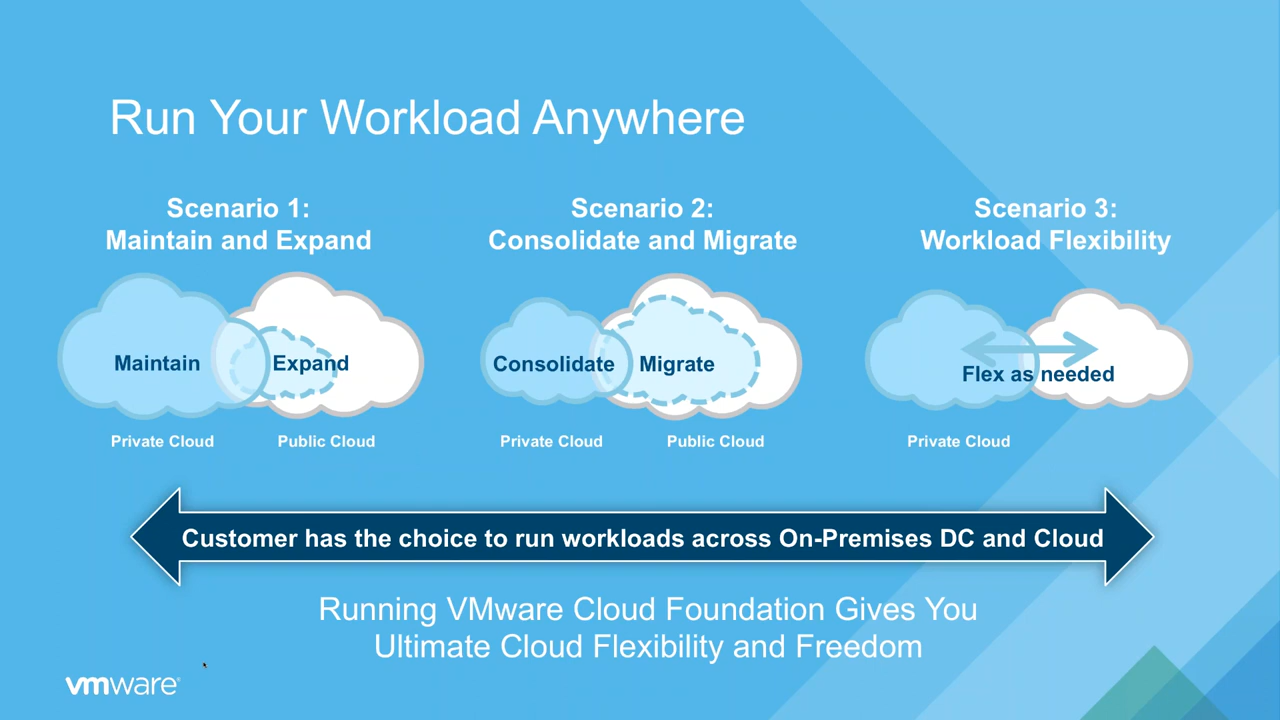 Run Your Workload Anywhere
Scenario 1:
Maintain and Expand
Scenario 2:
Consolidate and Migrate
Scenario 3:
Workload Flexibility
Maintain
Expand
Consolidate
Migrate
Flex as needed
Private Cloud
Public Cloud
Private Cloud
Public Cloud
Private Cloud
Customer has the choice to run workloads across On-Premises DC and Cloud
Running VMware Cloud Foundation Gives You
Ultimate Cloud Flexibility and Freedom
vmware®